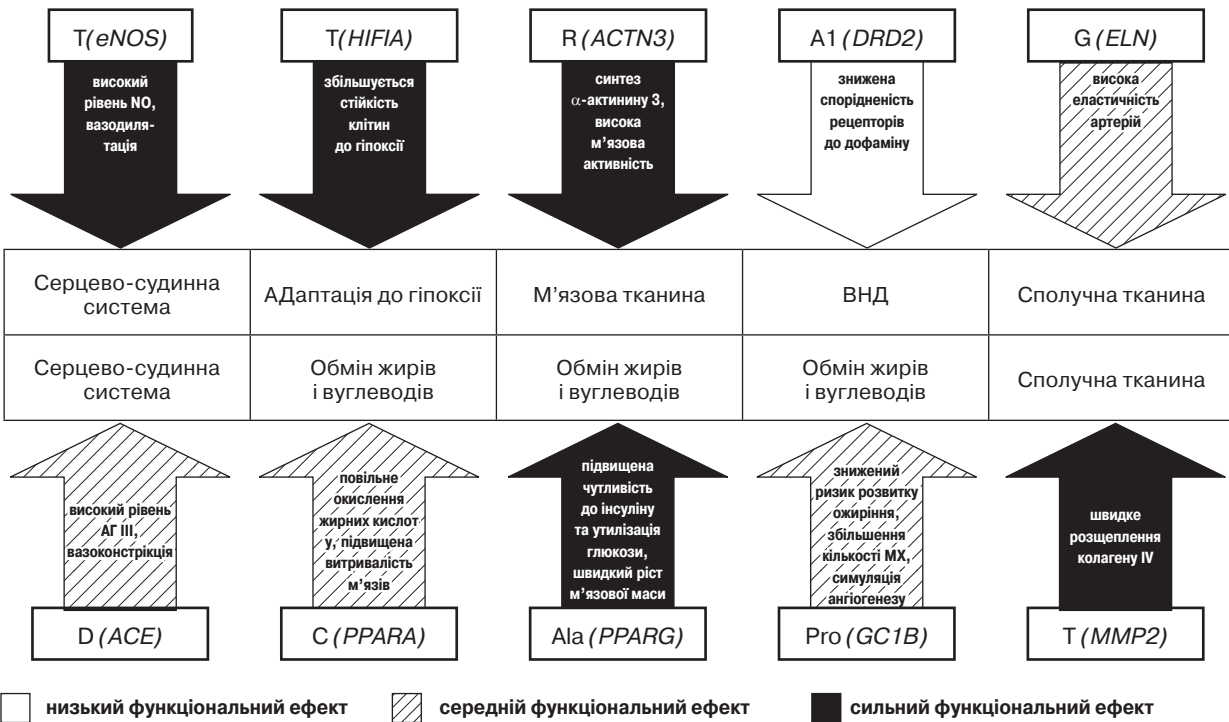 T(eNOS)
високий
рівень NO,
вазодиля-
тація
T(HIFIA)
збільшується
стійкість
клітин
до гіпоксії
R (ACTN3)
синтез
α-актинину 3,
висока
м’язова
активність
A1 (DRD2)
знижена
спорідненість
рецепторів
до дофаміну
G (ELN)
висока
еластичність
артерій
Серцево-судинна
система
АДаптація до гіпоксії
М’язова тканина
ВНД
Сполучна тканина
Серцево-судинна
система
Обмін жирів
і вуглеводів
Обмін жирів
і вуглеводів
Обмін жирів
і вуглеводів
Сполучна тканина
високий рівень
АГ III,
вазоконстрікція
D (ACE)
повільне
окислення
жирних кислот
у, підвищена
витривалість
м’язів
C (PPARA)
підвищена
чутливість
до інсуліну
та утилізація
глюкози,
швидкий ріст
м’язової маси
Ala (PPARG)
знижений
ризик розвитку
ожиріння,
збільшення
кількості МХ,
симуляція
ангіогенезу
Pro (GC1B)
швидке
розщеплення
колагену IV
T (MMP2)
низький функціональний ефект
середній функціональний ефект
сильний функціональний ефект